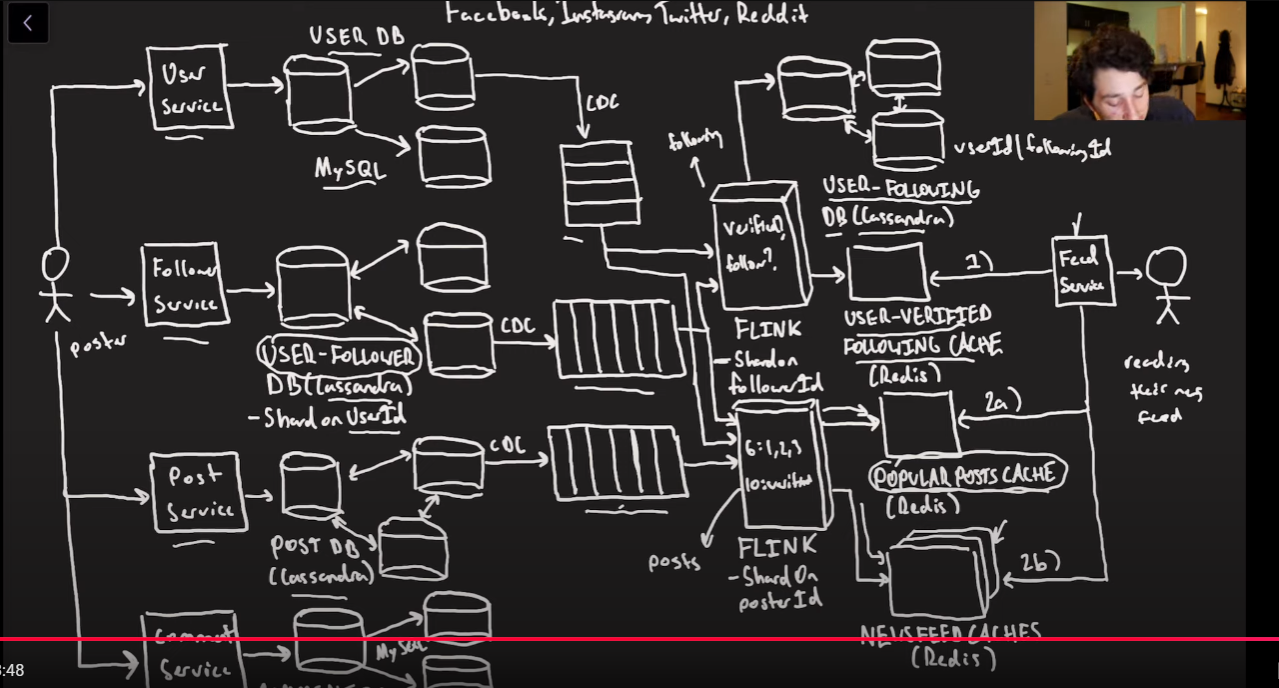 Facebook, Instagram, Twitter, Reddit
USER DB
User
Service
MySQL
CDC
following
userId/followingId
USER-FOLLOWING
DB (Cassandra)
verified?,
follow?,
Follower
Service
poster
USER-FOLLOWER
DB (Cassandra)
- Shard on UserId
CDC
FLINK
- Shard on
followerId
USER-VERIFIED
FOLLOWING CACHE
(Redis)
1)
Feed
Service
reading
their
feed
2a)
Post
Service
POST DB
(Cassandra)
CDC
6:1,2,3
10:verified
posts
FLINK
- Shard On
posterId
POPULAR POSTS CACHE
(Redis)
2b)
NEWSFEED CACHES
(Redis)
Comment
Service
MySQL
:48